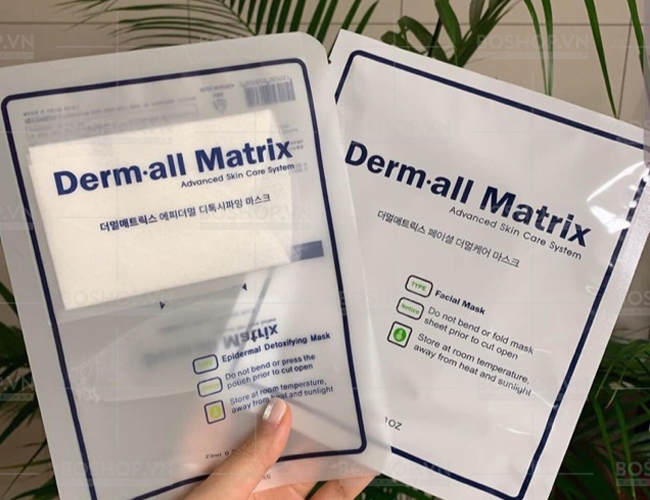 Derm·all Matrix
Advanced Skin Care System
더멀매트릭스 에피더멀 디톡시파잉 마스크
Epidermal Detoxifying Mask
Do not bend or press the
pouch prior to cut open
Store at room temperature,
away from heat and sunlight
Derm·all Matrix
Advanced Skin Care System
더멀매트릭스 페이셜 더멀케어 마스크
TYPE Facial Mask
Notice Do not bend or fold mask
sheet prior to cut open
Store at room temperature,
away from heat and sunlight
OZ
BOSHOP.VN